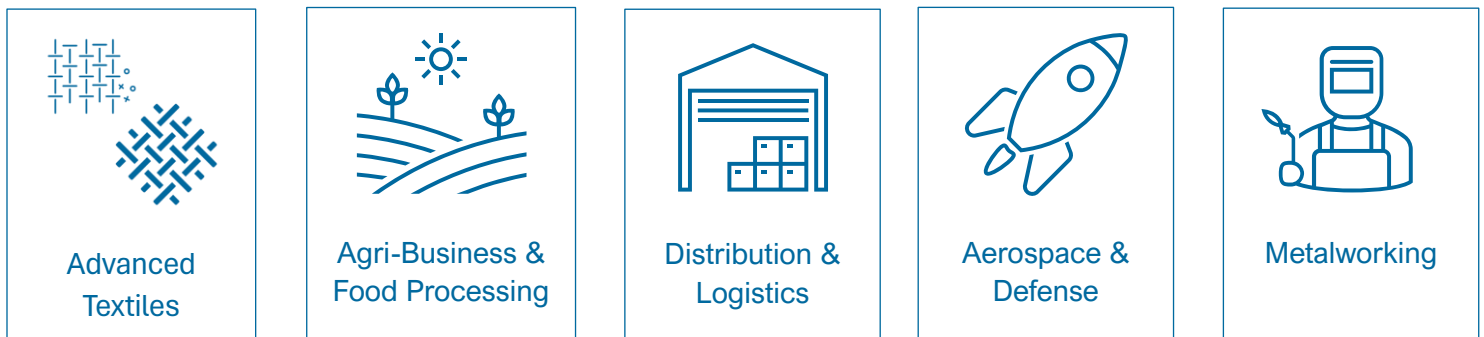 Advanced
Textiles
Agri-Business &
Food Processing
Distribution &
Logistics
Aerospace &
Defense
Metalworking